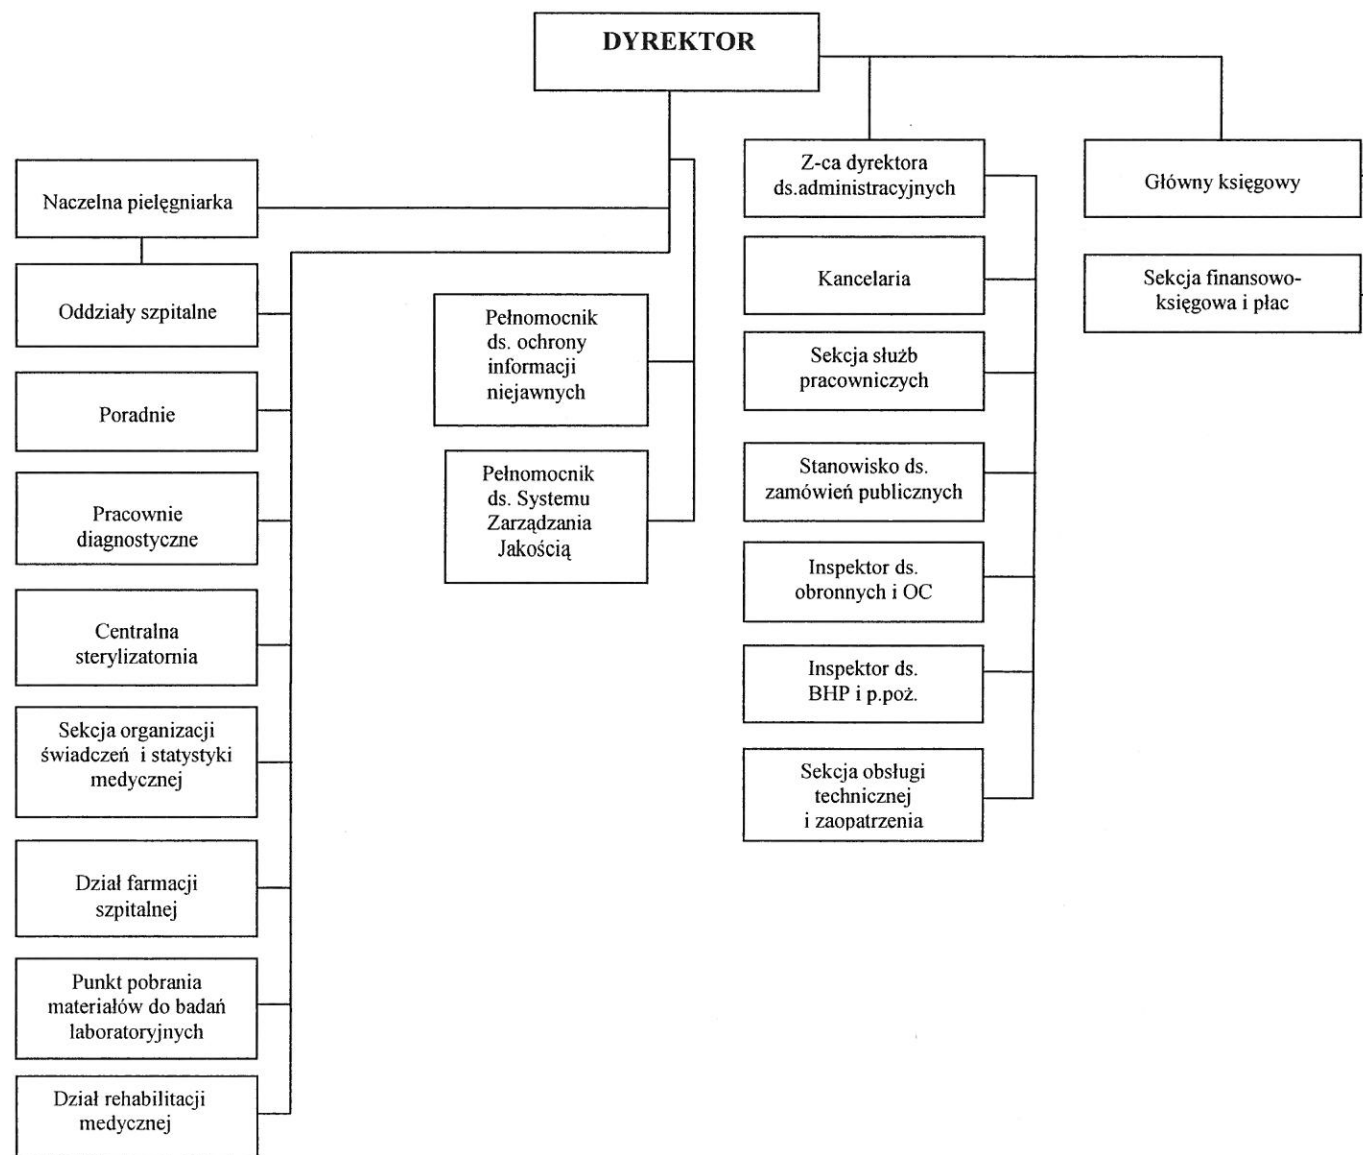 DYREKTOR
Naczelna pielęgniarka
Oddziały szpitalne
Poradnie
Pracownie
diagnostyczne
Centralna
sterylizatornia
Sekcja organizacji
świadczeń i statystyki
medycznej
Dział farmacji
szpitalnej
Punkt pobrania
materiałów do badań
laboratoryjnych
Dział rehabilitacji
medycznej
Pełnomocnik
ds. ochrony
informacji
niejawnych
Pełnomocnik
ds. Systemu
Zarządzania
Jakością
Z-ca dyrektora
ds.administracyjnych
Kancelaria
Sekcja służb
pracowniczych
Stanowisko ds.
zamówień publicznych
Inspektor ds.
obronnych i OC
Inspektor ds.
BHP i p.poż.
Sekcja obsługi
technicznej
i zaopatrzenia
Główny księgowy
Sekcja finansowo-
księgowa i płac